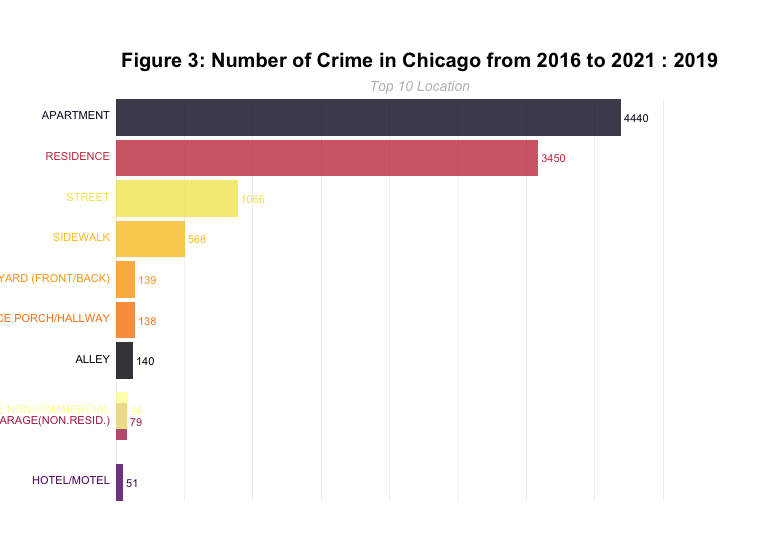 Figure 3: Number of Crime in Chicago from 2016 to 2021 : 2019
Top 10 Location
APARTMENT 4440
RESIDENCE 3450
STREET 1066
SIDEWALK 568
YARD (FRONT/BACK) 139
CE PORCH/HALLWAY 138
ALLEY 140
NON-COMMERCIAL
ARAGE(NON.RESID.) 79
HOTEL/MOTEL 51